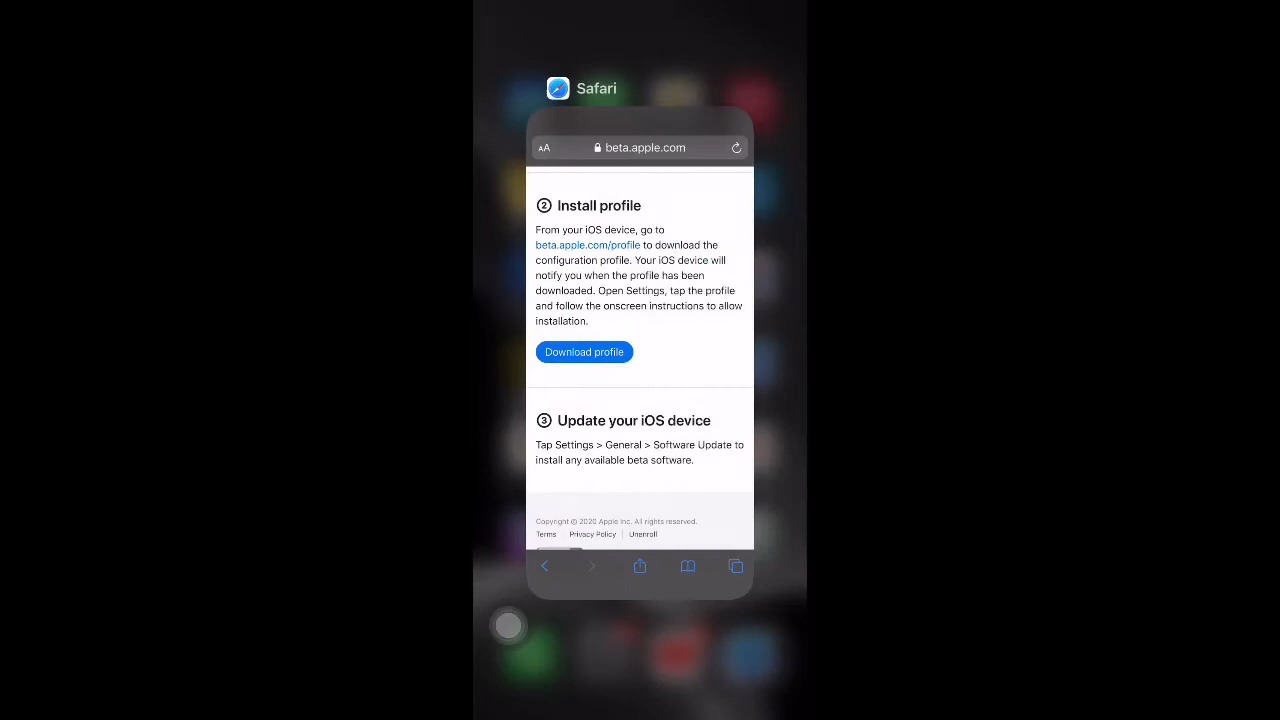 Safari
AA beta.apple.com
2 Install profile
From your iOS device, go to
beta.apple.com/profile to download the
configuration profile. Your iOS device will
notify you when the profile has been
downloaded. Open Settings, tap the profile
and follow the onscreen instructions to allow
installation.
Download profile
3 Update your iOS device
Tap Settings > General > Software Update to
install any available beta software.
Copyright © 2020 Apple Inc. All rights reserved.
Terms Privacy Policy | Unenroll